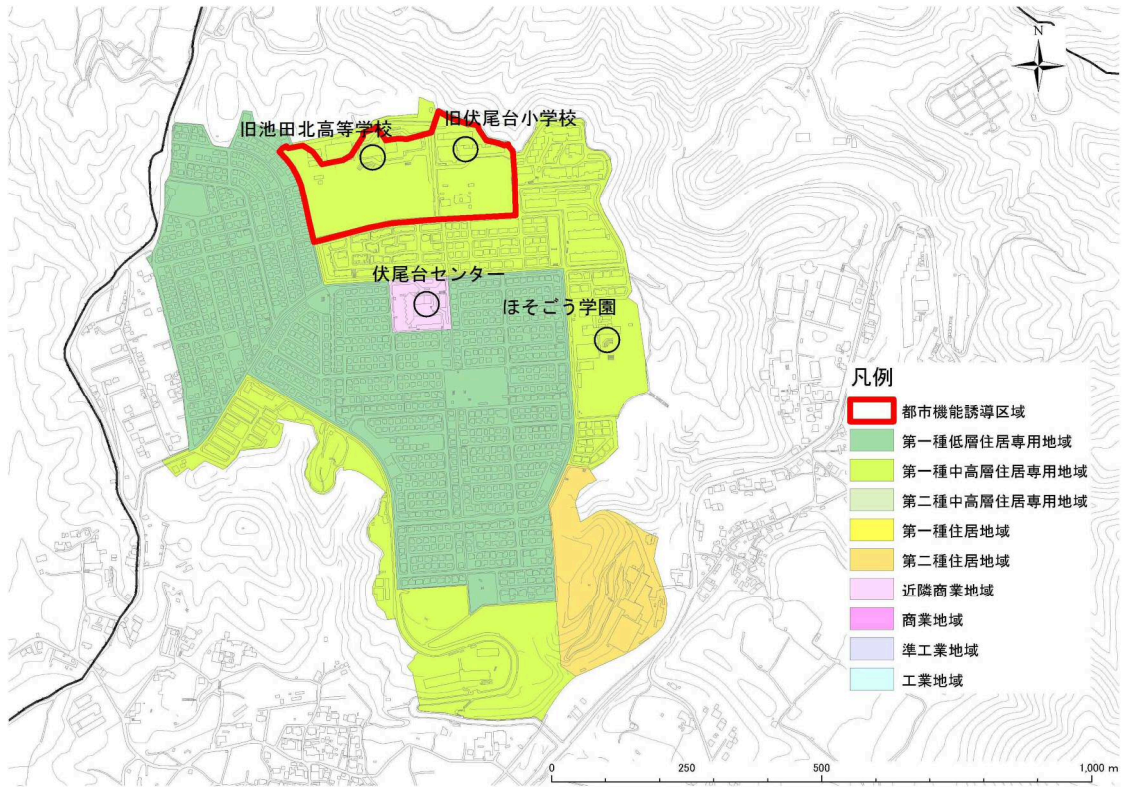 N
旧池田北高等学校
旧伏尾台小学校
伏尾台センター
ほそごう学園
凡例
都市機能誘導区域
第一種低層住居専用地域
第一種中高層住居専用地域
第二種中高層住居専用地域
第一種住居地域
第二種住居地域
近隣商業地域
商業地域
準工業地域
工業地域
0 250 500 1,000 m